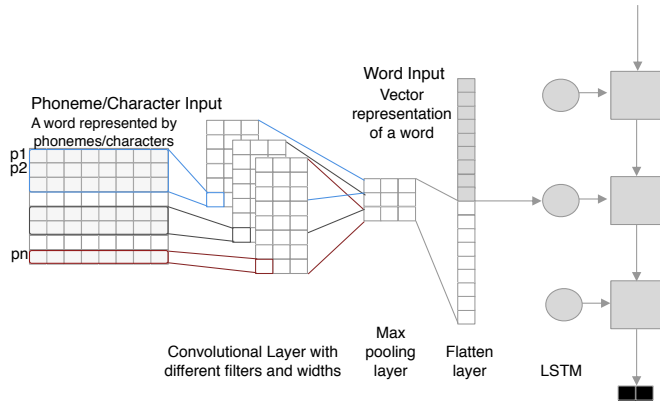 Word Input
Vector
representation
of a word
Phoneme/Character Input
A word represented by
phonemes/characters
p1
p2
pn
Convolutional Layer with
different filters and widths
Max
pooling
layer
Flatten
layer
LSTM